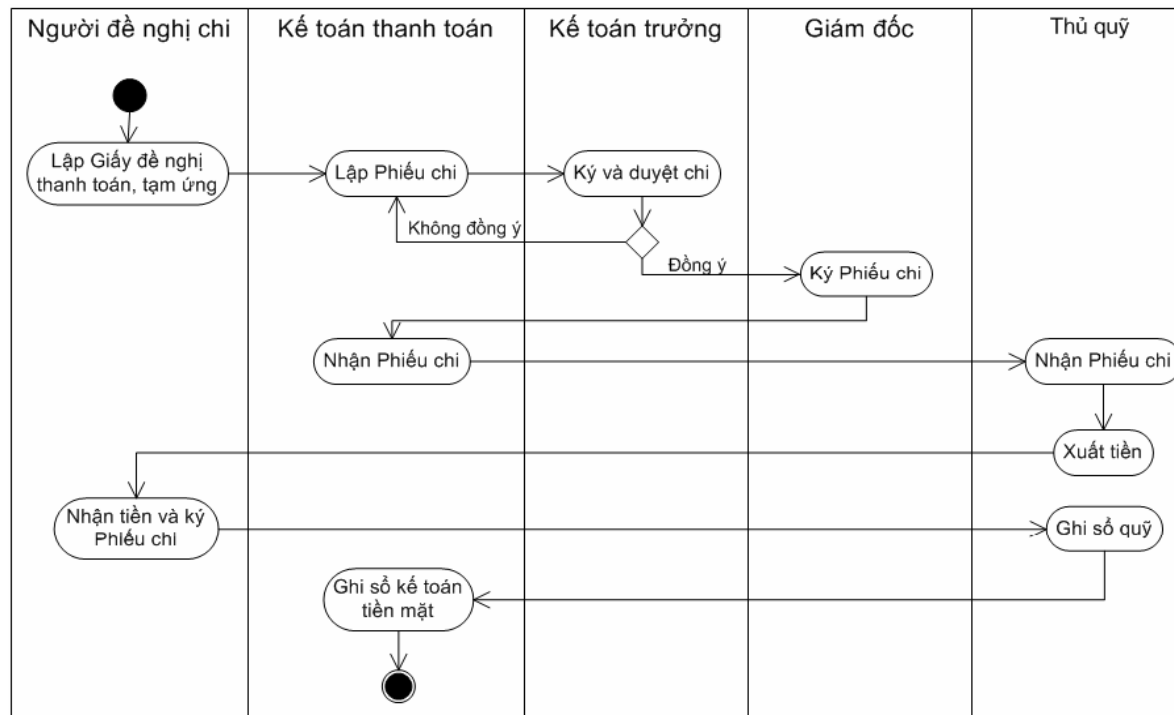 Người đề nghị chi
Kế toán thanh toán
Kế toán trưởng
Giám đốc
Thủ quỹ
Lập Giấy đề nghị
thanh toán, tạm ứng
Lập Phiếu chi
Ký và duyệt chi
Không đồng ý
Đồng ý
Ký Phiếu chi
Nhận Phiếu chi
Nhận Phiếu chi
Xuất tiền
Nhận tiền và ký
Phiếu chi
Ghi sổ quỹ
Ghi sổ kế toán
tiền mặt